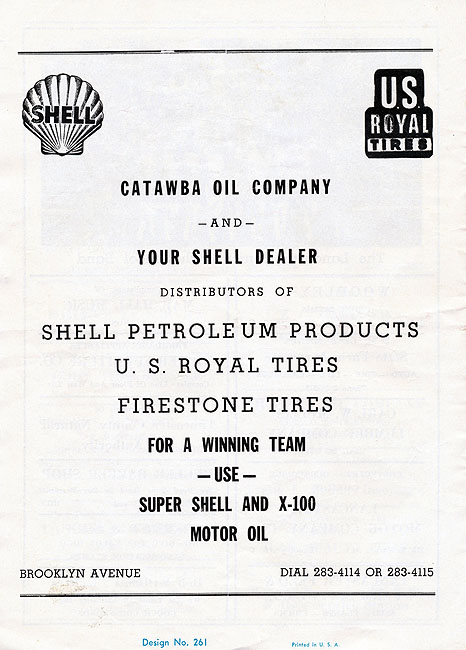 SHELL
U.S.
ROYAL
TIRES
CATAWBA OIL COMPANY
—AND—
YOUR SHELL DEALER
DISTRIBUTORS OF
SHELL PETROLEUM PRODUCTS
U. S. ROYAL TIRES
FIRESTONE TIRES
FOR A WINNING TEAM
—USE—
SUPER SHELL AND X-100
MOTOR OIL
BROOKLYN AVENUE DIAL 283-4114 OR 283-4115
Design No. 261 Printed in U. S. A.